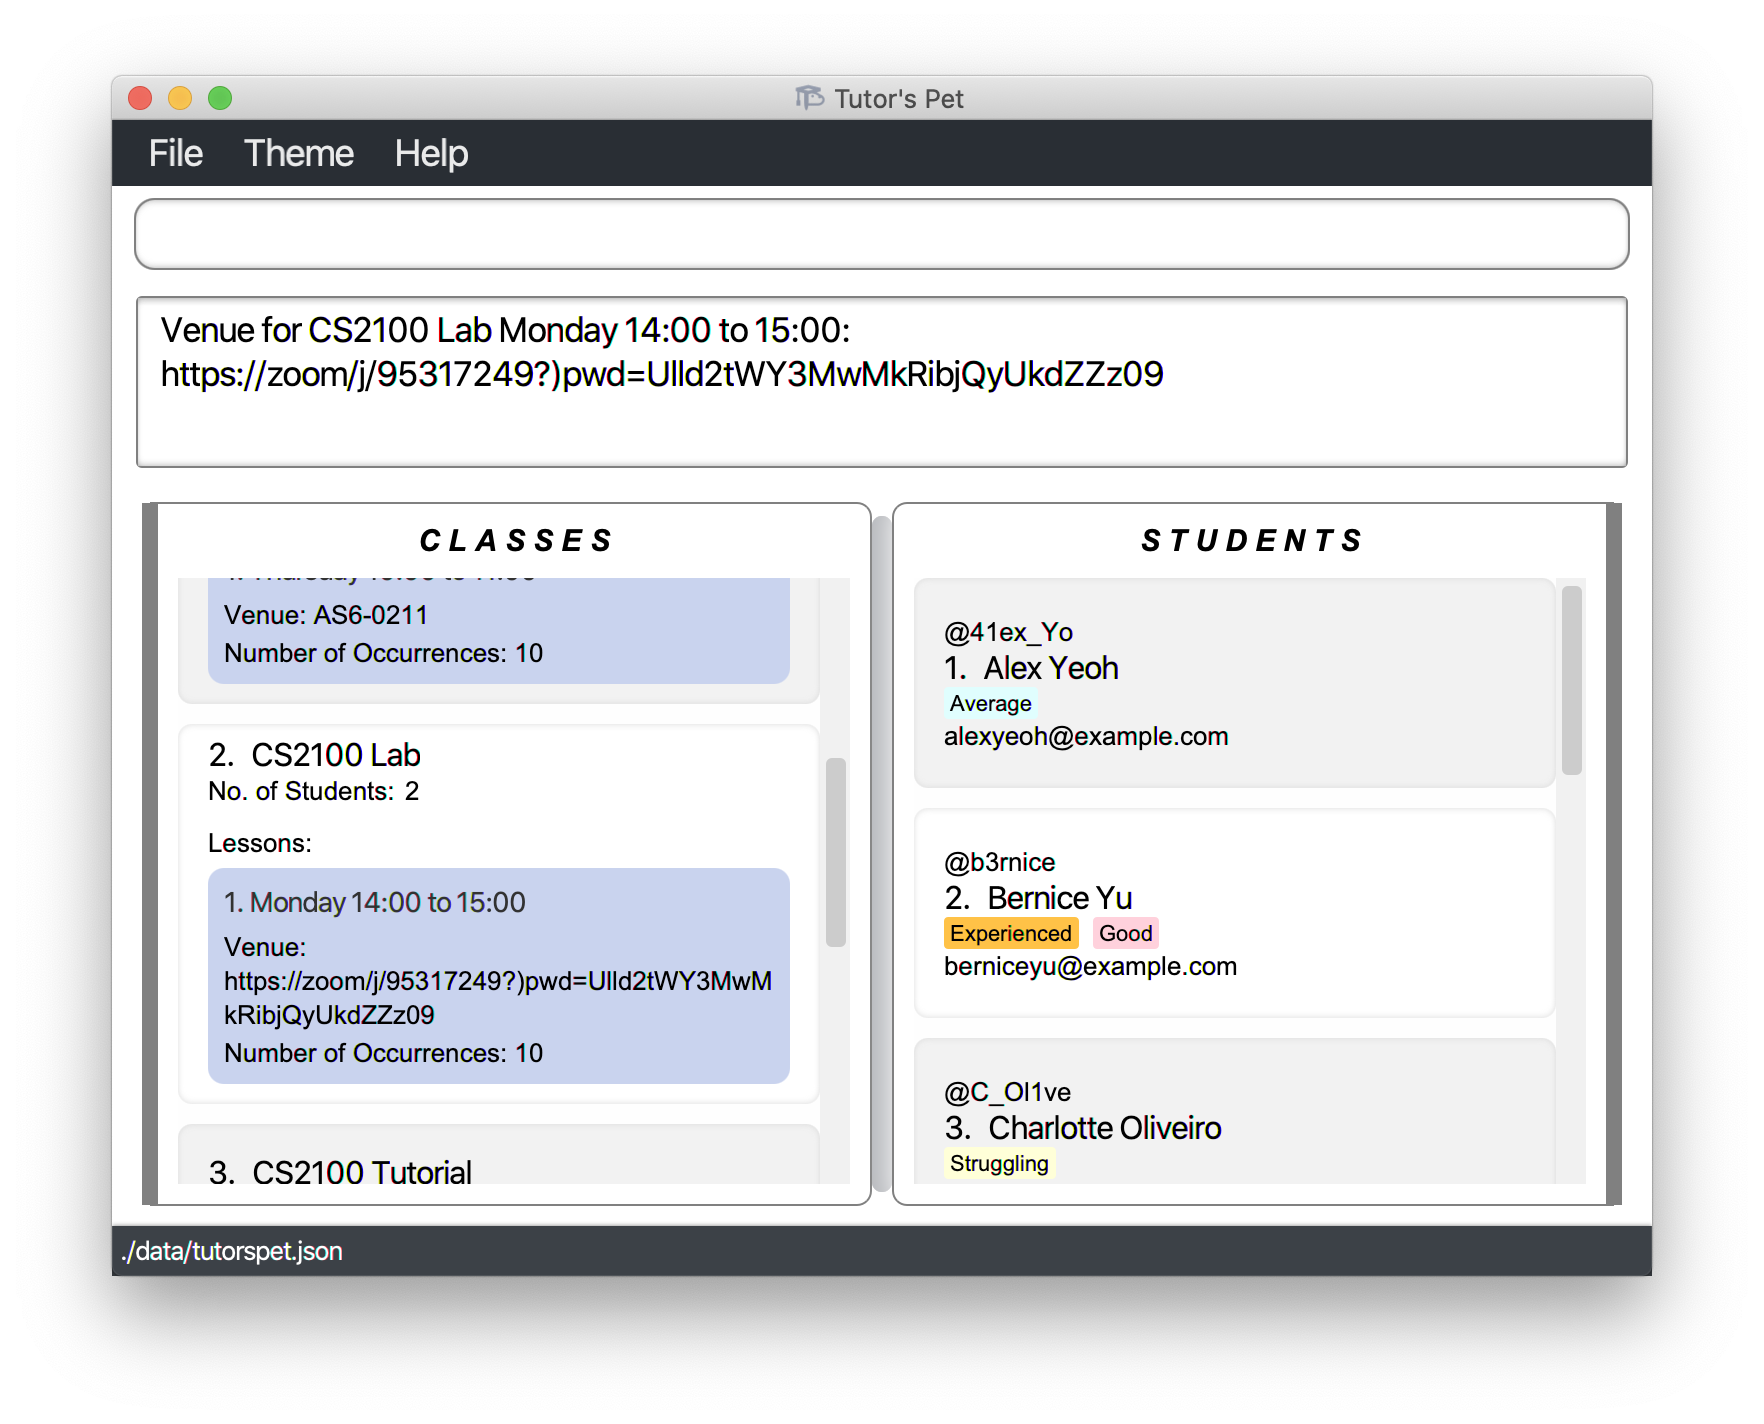 Tutor's Pet
File Theme Help
Venue for CS2100 Lab Monday 14:00 to 15:00:
https://zoom/j/95317249?)pwd=Ulld2tWY3MwMkRibjQyUkdZZz09
CLASSES
Venue: AS6-0211
Number of Occurrences: 10
2. CS2100 Lab
No. of Students: 2
Lessons:
1. Monday 14:00 to 15:00
Venue:
https://zoom/j/95317249?)pwd=Ulld2tWY3MwM
kRibjQyUkdZZz09
Number of Occurrences: 10
3. CS2100 Tutorial
STUDENTS
@41ex_Yo
1. Alex Yeoh
Average
alexyeoh@example.com
@b3rnice
2. Bernice Yu
Experienced Good
berniceyu@example.com
@C_Ol1ve
3. Charlotte Oliveiro
Struggling
./data/tutorspet.json